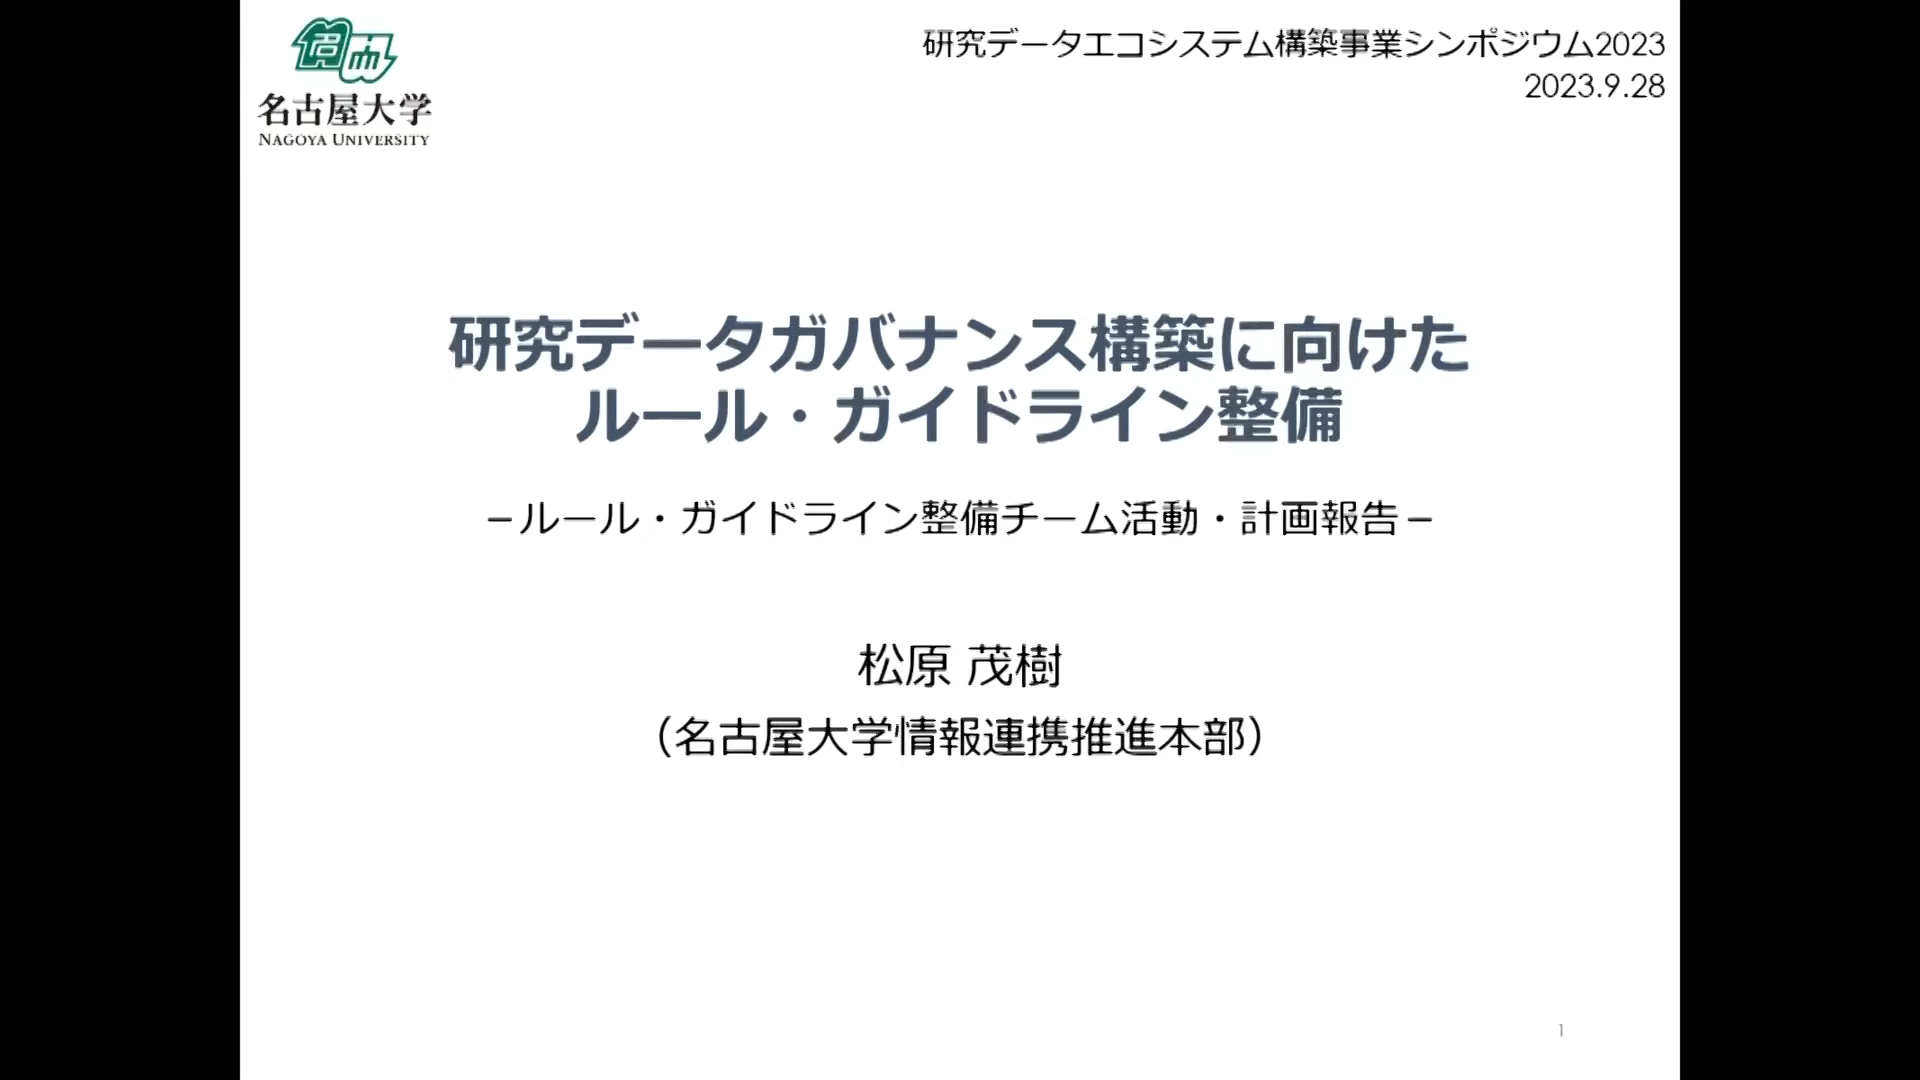 名古屋大学
NAGOYA UNIVERSITY
研究データエコシステム構築事業シンポジウム2023
2023.9.28
研究データガバナンス構築に向けた
ルール・ガイドライン整備
－ルール・ガイドライン整備チーム活動・計画報告－
松原 茂樹
（名古屋大学情報連携推進本部）
1